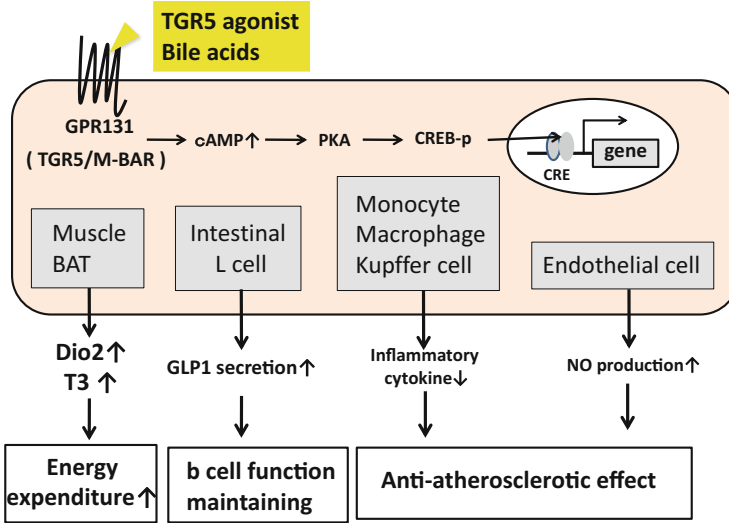 TGR5 agonist
Bile acids
GPR131
( TGR5/M-BAR )
cAMP↑
PKA
CREB-p
CRE
gene
Muscle
BAT
Intestinal
L cell
Monocyte
Macrophage
Kupffer cell
Endothelial cell
Dio2↑
T3 ↑
GLP1 secretion↑
Inflammatory
cytokine↓
NO production↑
Energy
expenditure↑
b cell function
maintaining
Anti-atherosclerotic effect